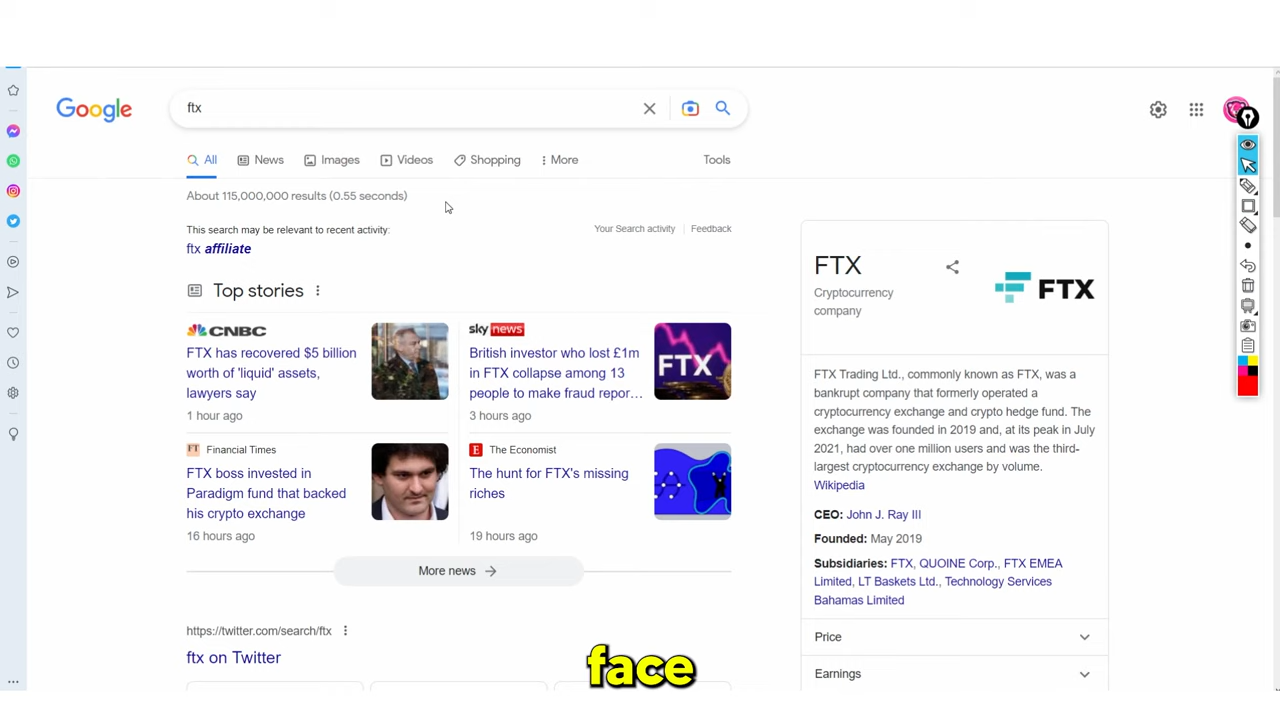 Google
ftx
All
News
Images
Videos
Shopping
More
Tools
About 115,000,000 results (0.55 seconds)
This search may be relevant to recent activity:
Your Search activity
Feedback
ftx affiliate
Top stories
CNBC
FTX has recovered $5 billion
worth of 'liquid' assets,
lawyers say
1 hour ago
sky news
British investor who lost £1m
in FTX collapse among 13
people to make fraud repor…
3 hours ago
FTX
FT
Financial Times
FTX boss invested in
Paradigm fund that backed
his crypto exchange
16 hours ago
E
The Economist
The hunt for FTX's missing
riches
19 hours ago
More news
https://twitter.com/search/ftx
ftx on Twitter
FTX
Cryptocurrency
company
FTX
FTX Trading Ltd., commonly known as FTX, was a
bankrupt company that formerly operated a
cryptocurrency exchange and crypto hedge fund. The
exchange was founded in 2019 and, at its peak in July
2021, had over one million users and was the third-
largest cryptocurrency exchange by volume.
Wikipedia
CEO: John J. Ray III
Founded: May 2019
Subsidiaries: FTX, QUOINE Corp., FTX EMEA
Limited, LT Baskets Ltd., Technology Services
Bahamas Limited
Price
Earnings
face